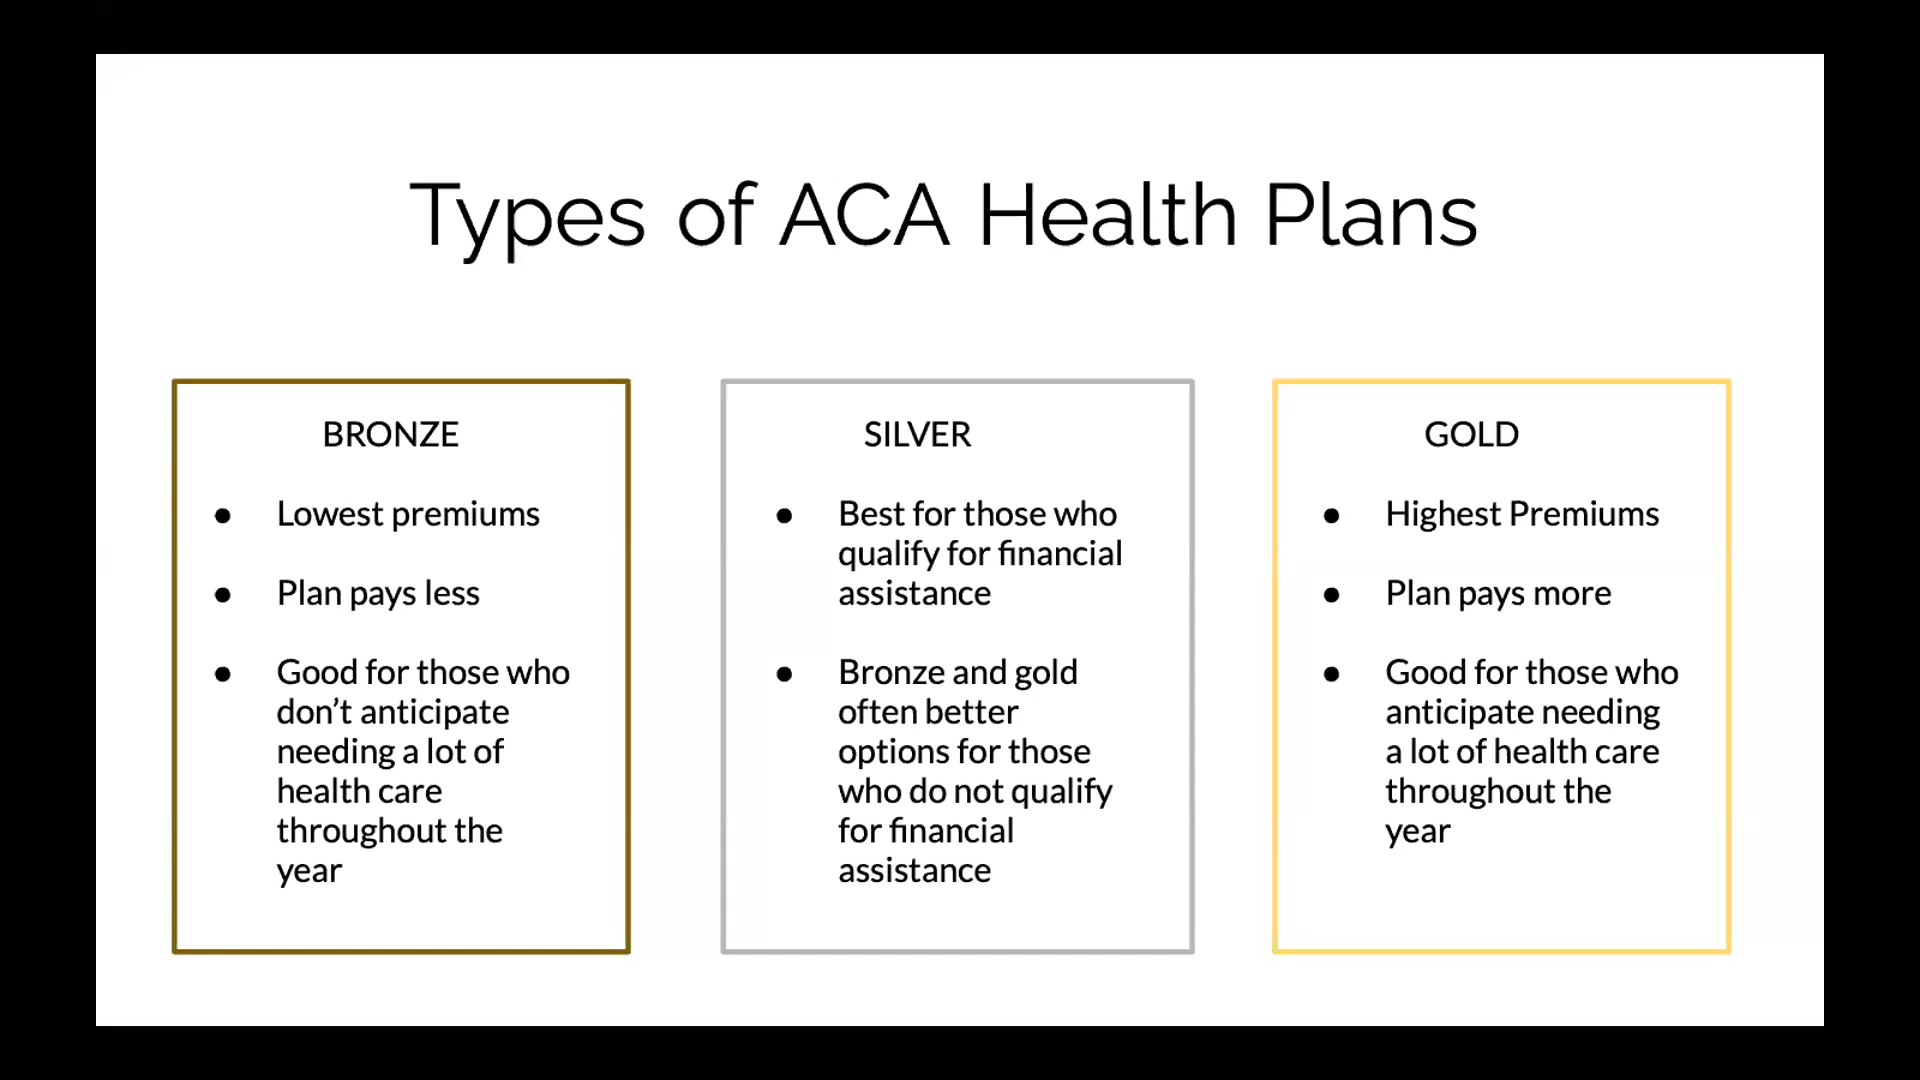 Types of ACA Health Plans
BRONZE
● Lowest premiums
● Plan pays less
● Good for those who
don’t anticipate
needing a lot of
health care
throughout the
year
SILVER
● Best for those who
qualify for financial
assistance
● Bronze and gold
often better
options for those
who do not qualify
for financial
assistance
GOLD
● Highest Premiums
● Plan pays more
● Good for those who
anticipate needing
a lot of health care
throughout the
year